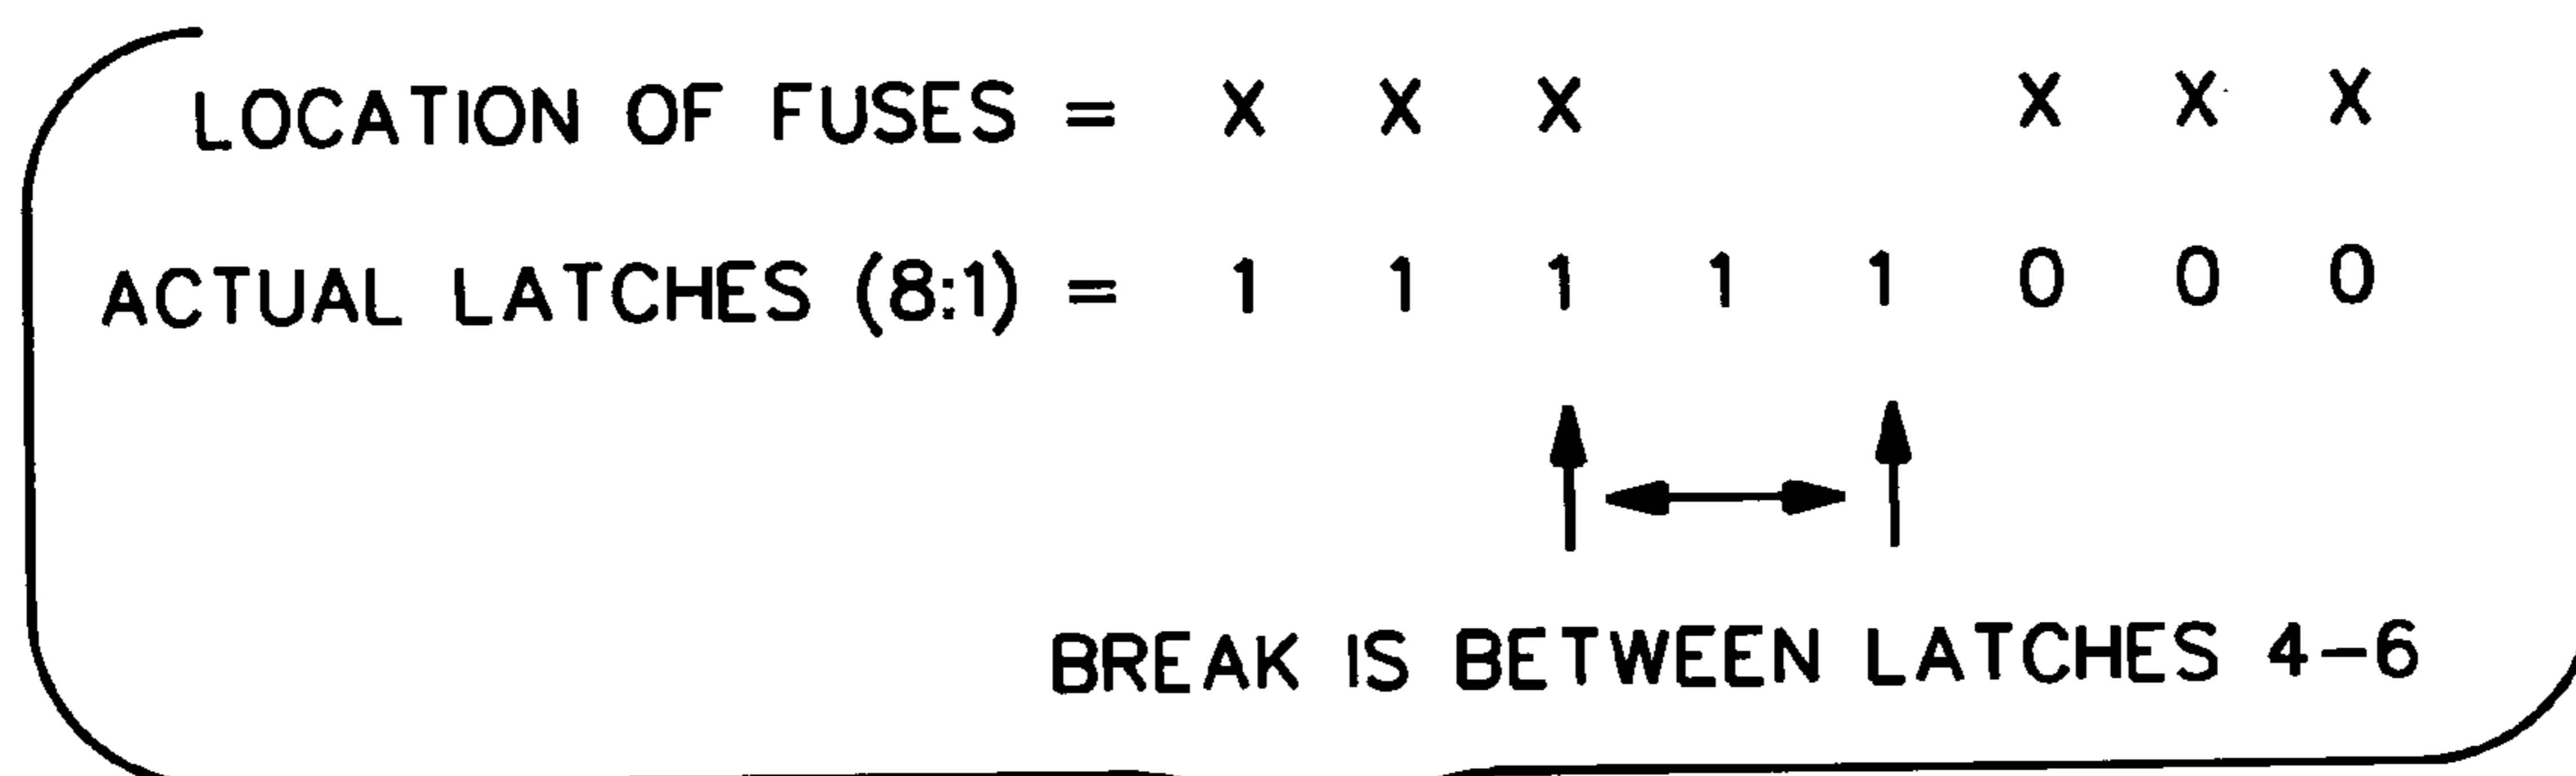 LOCATION OF FUSES = X X X X X X
ACTUAL LATCHES (8:1) = 1 1 1 1 1 0 0 0
BREAK IS BETWEEN LATCHES 4-6